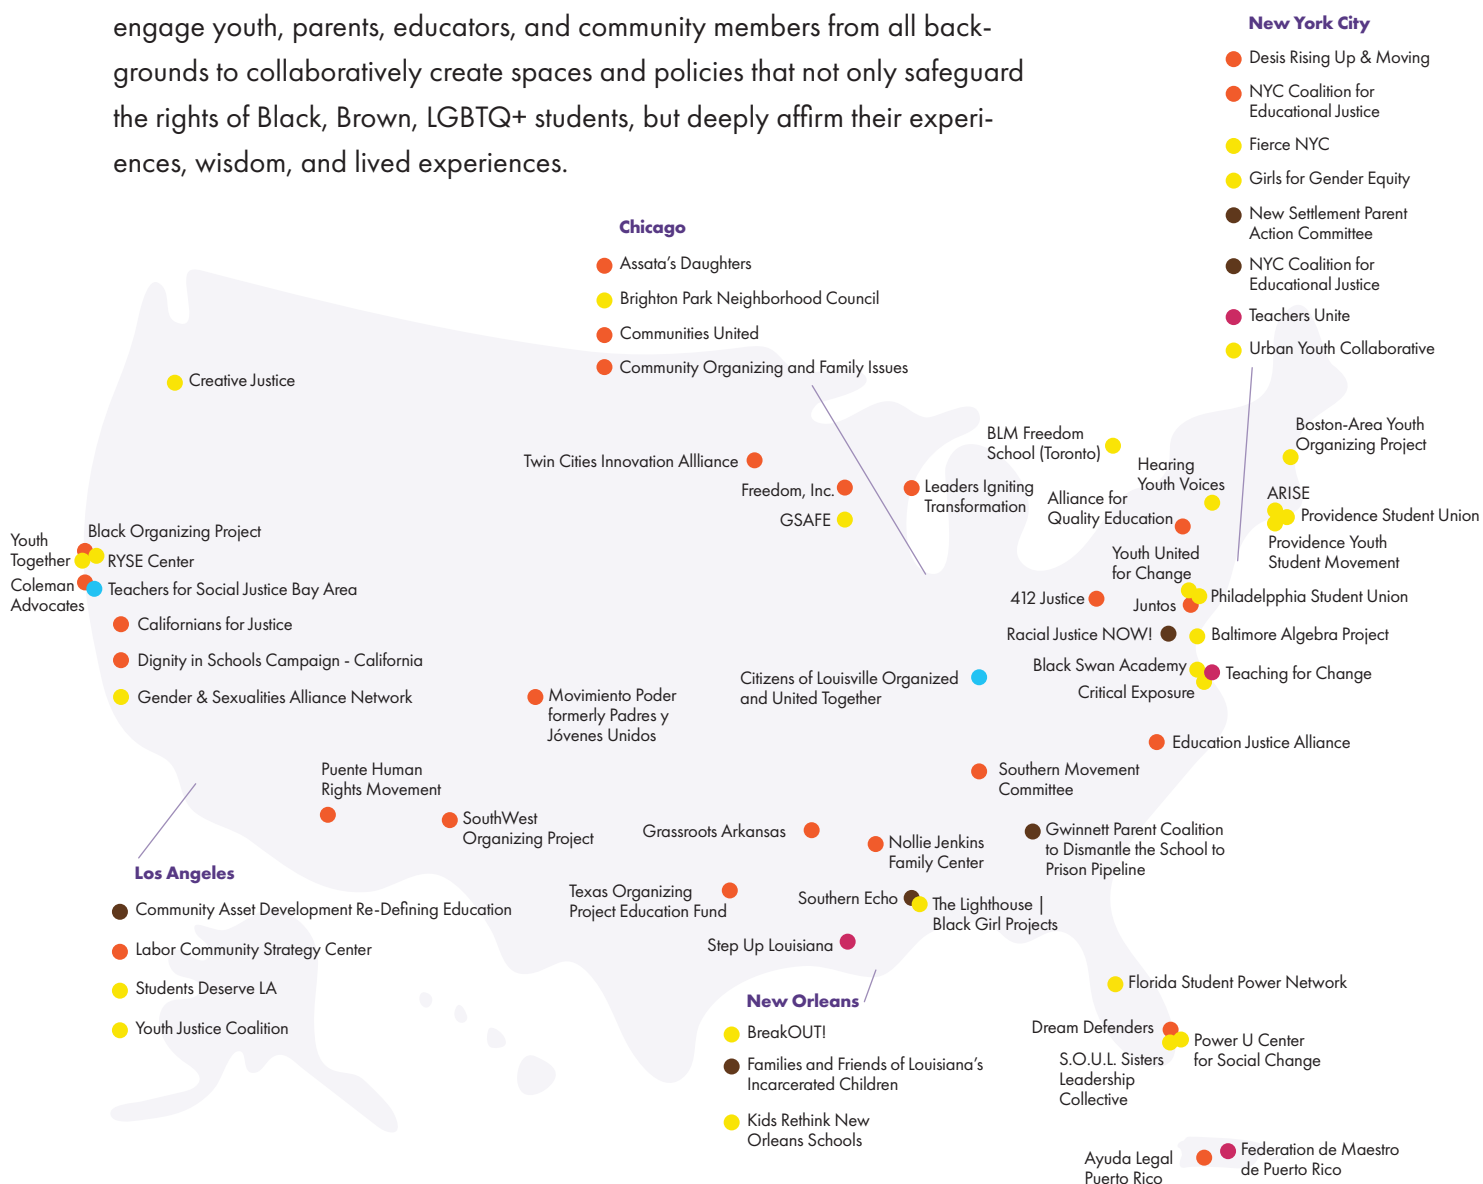 engage youth, parents, educators, and community members from all back-
grounds to collaboratively create spaces and policies that not only safeguard
the rights of Black, Brown, LGBTQ+ students, but deeply affirm their experi-
ences, wisdom, and lived experiences.
New York City
Desis Rising Up & Moving
NYC Coalition for
Educational Justice
Fierce NYC
Girls for Gender Equity
New Settlement Parent
Action Committee
NYC Coalition for
Educational Justice
Teachers Unite
Urban Youth Collaborative
Chicago
Assata's Daughters
Brighton Park Neighborhood Council
Communities United
Community Organizing and Family Issues
Creative Justice
Twin Cities Innovation Allliance
Freedom, Inc.
GSAFE
Leaders Igniting
Transformation
BLM Freedom
School (Toronto)
Hearing
Youth Voices
Alliance for
Quality Education
Boston-Area Youth
Organizing Project
ARISE
Providence Student Union
Providence Youth
Student Movement
Youth United
for Change
Philadelpphia Student Union
412 Justice
Juntos
Racial Justice NOW!
Baltimore Algebra Project
Black Swan Academy
Teaching for Change
Critical Exposure
Youth
Together
Black Organizing Project
RYSE Center
Coleman
Advocates
Teachers for Social Justice Bay Area
Californians for Justice
Dignity in Schools Campaign - California
Gender & Sexualities Alliance Network
Movimiento Poder
formerly Padres y
Jóvenes Unidos
Citizens of Louisville Organized
and United Together
Education Justice Alliance
Southern Movement
Committee
Puente Human
Rights Movement
SouthWest
Organizing Project
Grassroots Arkansas
Nollie Jenkins
Family Center
Gwinnett Parent Coalition
to Dismantle the School to
Prison Pipeline
Texas Organizing
Project Education Fund
Southern Echo
The Lighthouse |
Black Girl Projects
Step Up Louisiana
Los Angeles
Community Asset Development Re-Defining Education
Labor Community Strategy Center
Students Deserve LA
Youth Justice Coalition
New Orleans
BreakOUT!
Families and Friends of Louisiana's
Incarcerated Children
Kids Rethink New
Orleans Schools
Florida Student Power Network
Dream Defenders
Power U Center
for Social Change
S.O.U.L. Sisters
Leadership
Collective
Ayuda Legal
Puerto Rico
Federation de Maestro
de Puerto Rico